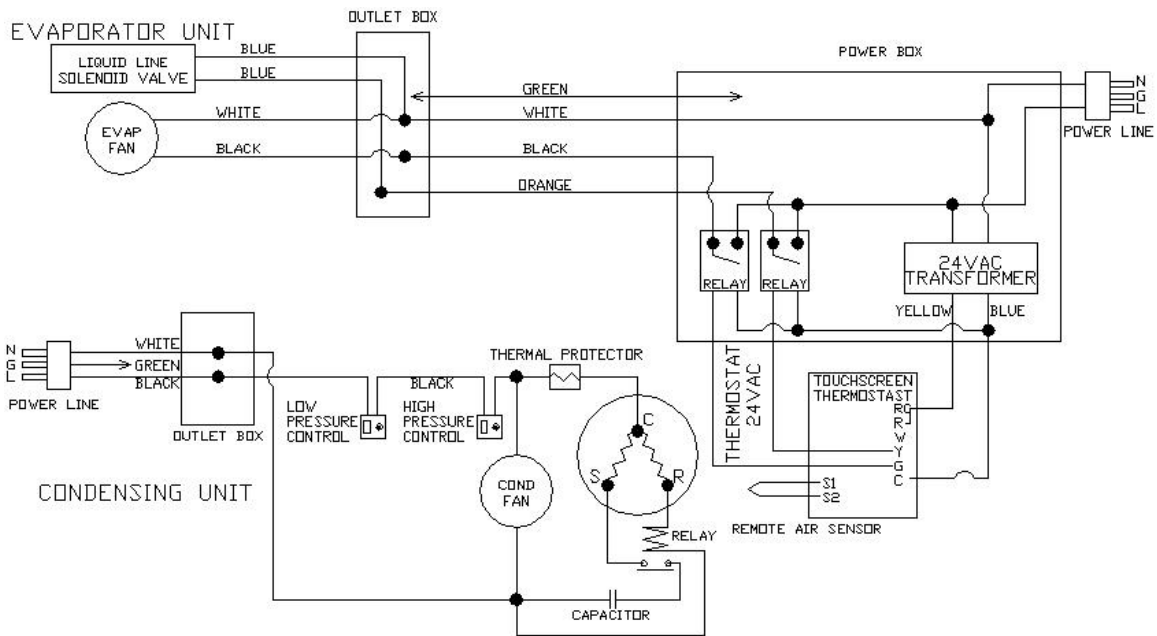 EVAPORATOR UNIT
OUTLET BOX
BLUE
LIQUID LINE
SOLENOID VALVE
BLUE
POWER BOX
GREEN
N
G
L
POWER LINE
WHITE
WHITE
EVAP
FAN
BLACK
BLACK
ORANGE
RELAY
RELAY
24VAC
TRANSFORMER
YELLOW
BLUE
THERMOSTAT
24VAC
N
G
L
POWER LINE
WHITE
GREEN
BLACK
OUTLET BOX
LOW
PRESSURE
CONTROL
BLACK
HIGH
PRESSURE
CONTROL
THERMAL PROTECTOR
C
S
R
COND
FAN
RELAY
CAPACITOR
CONDENSING UNIT
TOUCHSCREEN
THERMOSTAST
RC
R
W
Y
G
C
S1
S2
REMOTE AIR SENSOR